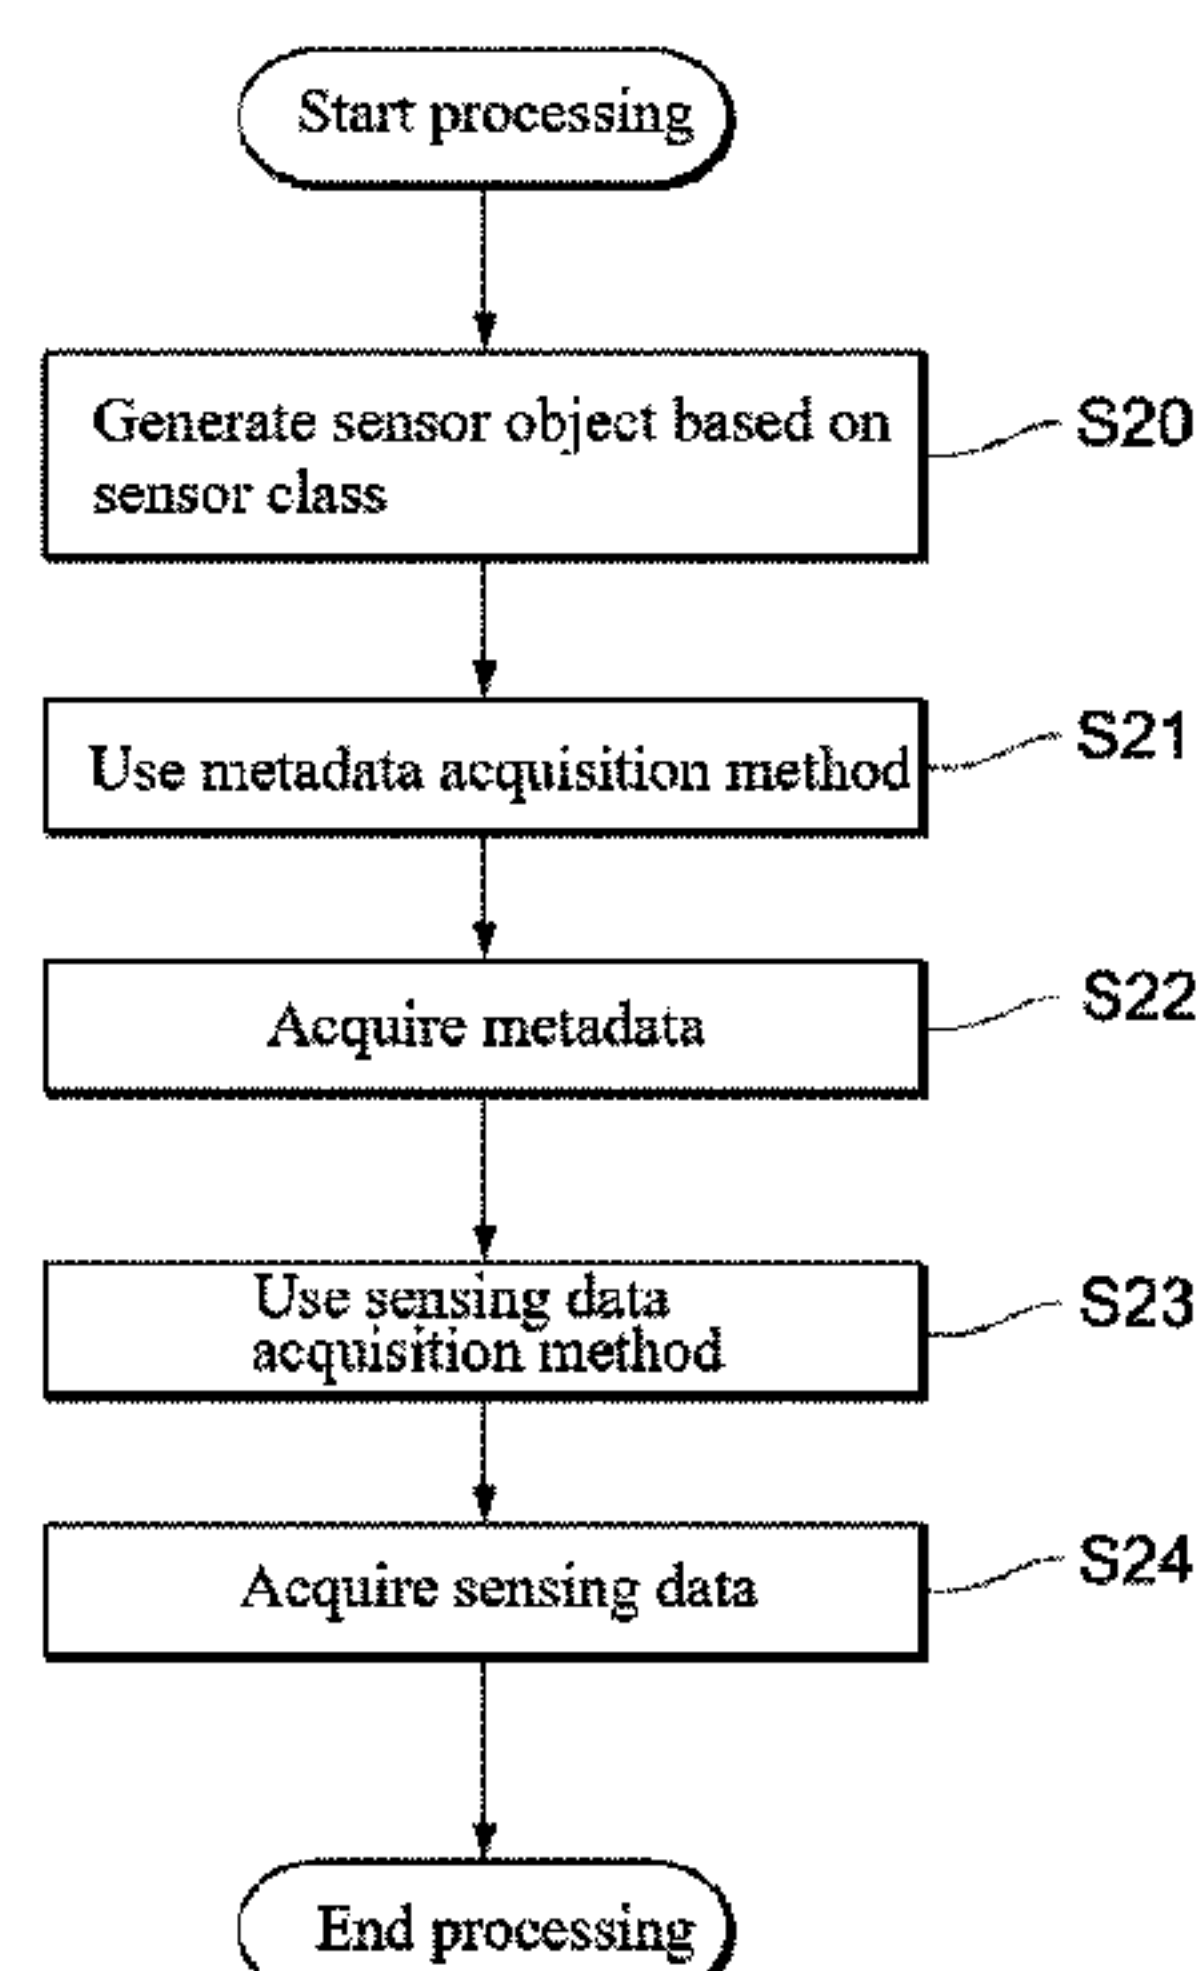 Start processing
Generate sensor object based on
sensor class
S20
Use metadata acquisition method
S21
Acquire metadata
S22
Use sensing data
acquisition method
S23
Acquire sensing data
S24
End processing